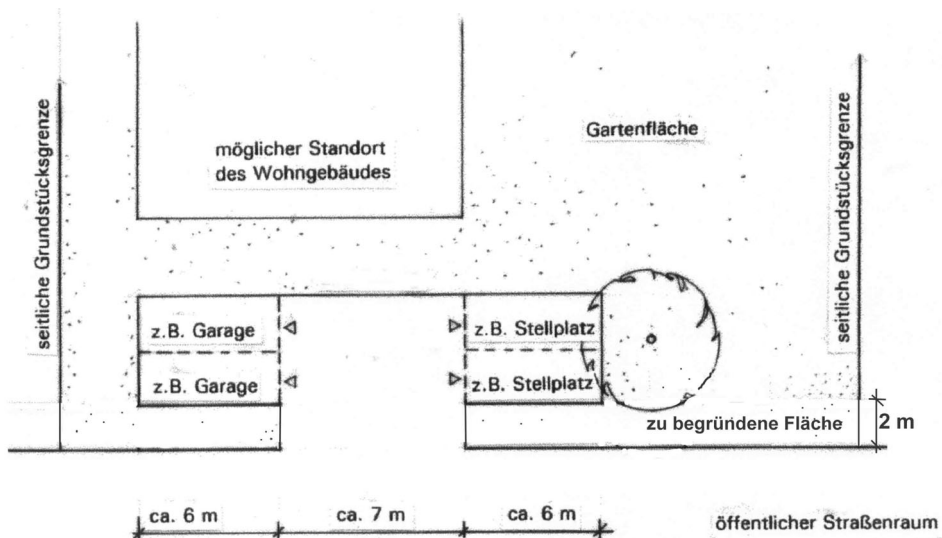 seitliche Grundstücksgrenze
möglicher Standort
des Wohngebäudes
Gartenfläche
seitliche Grundstücksgrenze
z.B. Garage
z.B. Stellplatz
z.B. Garage
z.B. Stellplatz
zu begründene Fläche
2 m
ca. 6 m
ca. 7 m
ca. 6 m
öffentlicher Straßenraum